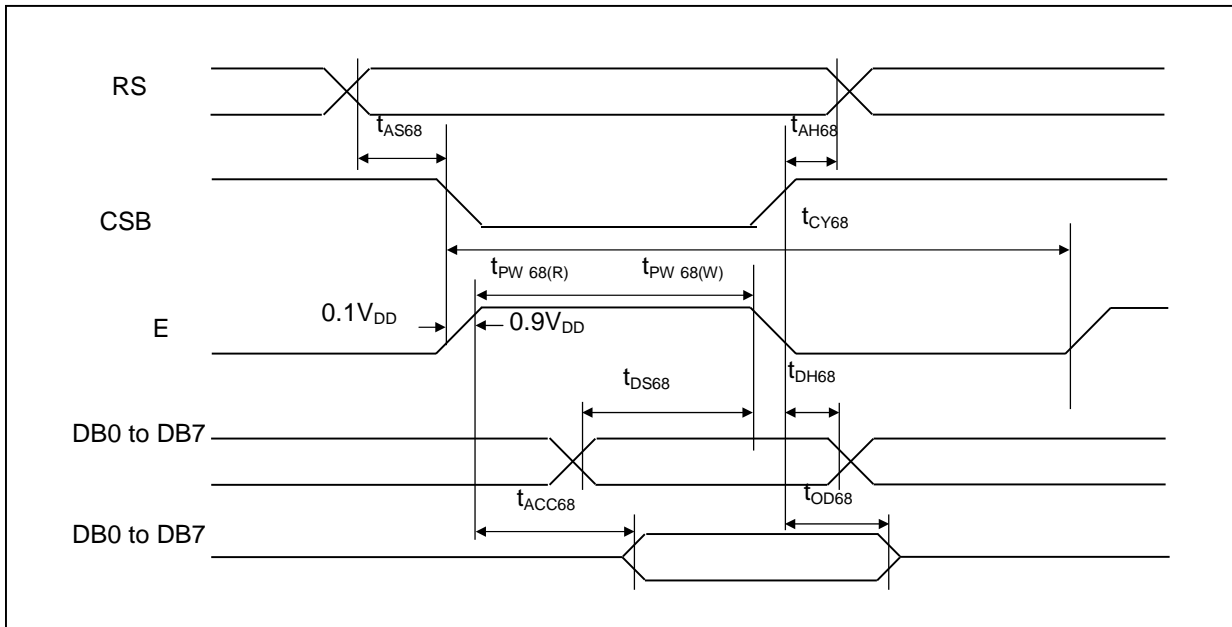 RS
tAS68
tAH68
CSB
tCY68
tPW 68(R)
tPW 68(W)
0.1VDD
0.9VDD
E
tDS68
tDH68
DB0 to DB7
tACC68
tOD68
DB0 to DB7